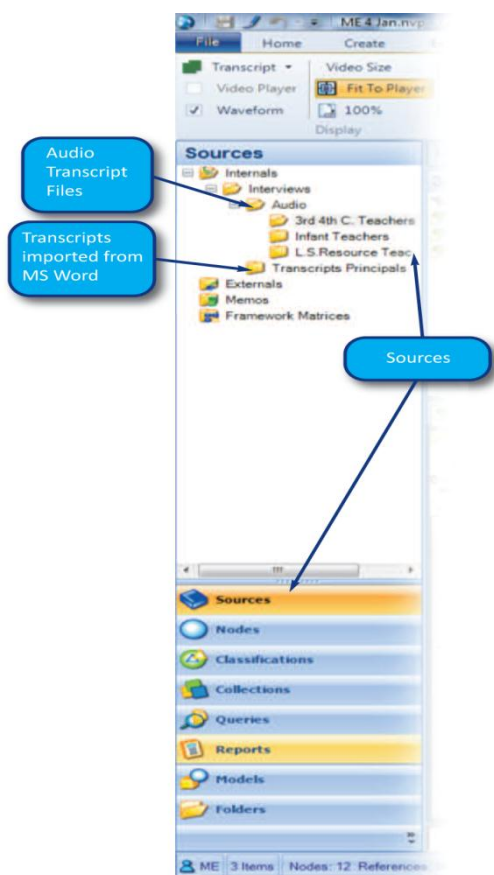 ME 4 Jan.nvp
File Home Create
Transcript Video Size
Video Player Fit To Player
Waveform 100%
Display
Sources
Internals
Interviews
Audio
3rd 4th C. Teachers
Infant Teachers
L.S.Resource Teac
Transcripts Principals
Externals
Memos
Framework Matrices
Audio
Transcript
Files
Transcripts
imported from
MS Word
Sources
Sources
Nodes
Classifications
Collections
Queries
Reports
Models
Folders
ME 3 Items Nodes: 12 References